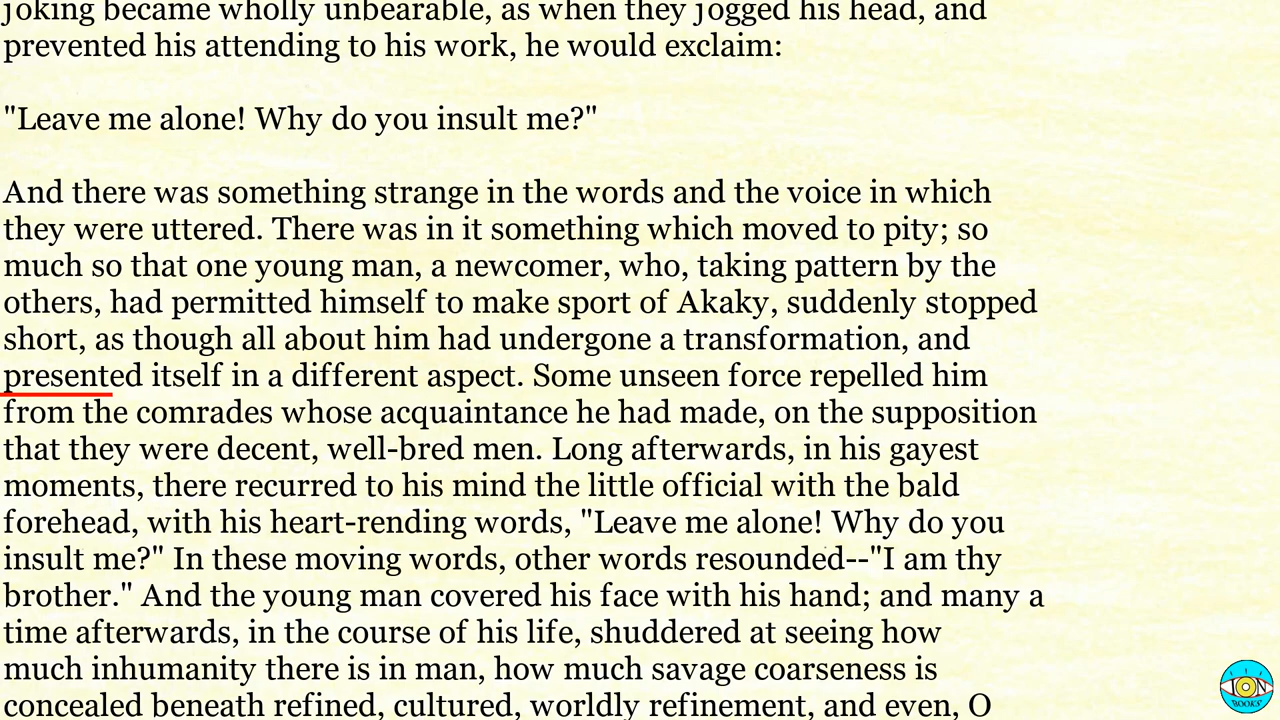 joking became wholly unbearable, as when they jogged his head, and
prevented his attending to his work, he would exclaim:
"Leave me alone! Why do you insult me?"
And there was something strange in the words and the voice in which
they were uttered. There was in it something which moved to pity; so
much so that one young man, a newcomer, who, taking pattern by the
others, had permitted himself to make sport of Akaky, suddenly stopped
short, as though all about him had undergone a transformation, and
presented itself in a different aspect. Some unseen force repelled him
from the comrades whose acquaintance he had made, on the supposition
that they were decent, well-bred men. Long afterwards, in his gayest
moments, there recurred to his mind the little official with the bald
forehead, with his heart-rending words, "Leave me alone! Why do you
insult me?" In these moving words, other words resounded--"I am thy
brother." And the young man covered his face with his hand; and many a
time afterwards, in the course of his life, shuddered at seeing how
much inhumanity there is in man, how much savage coarseness is
concealed beneath refined, cultured, worldly refinement, and even, O
ION
BOOKS